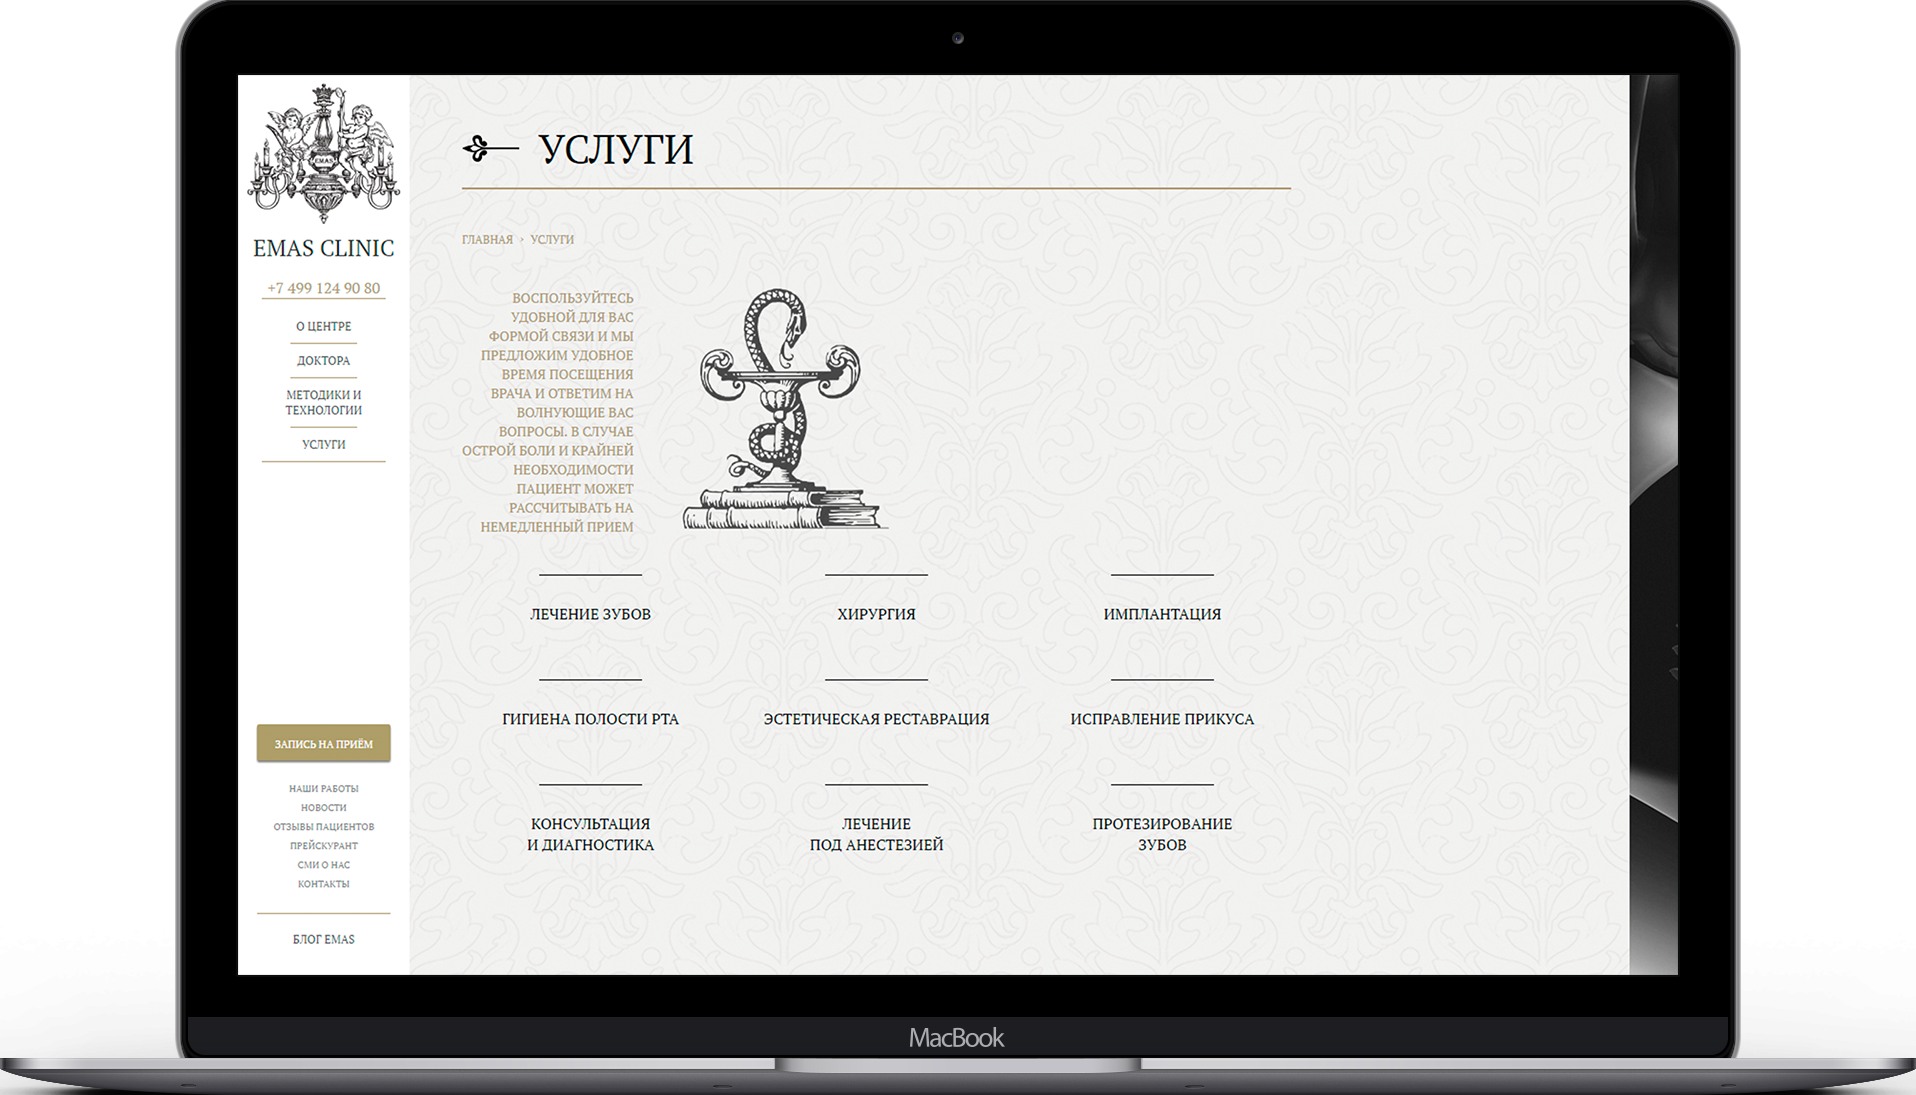 EMAS
EMAS CLINIC
+7 499 124 90 80
О ЦЕНТРЕ
ДОКТОРА
МЕТОДИКИ И
ТЕХНОЛОГИИ
УСЛУГИ
ЗАПИСЬ НА ПРИЁМ
НАШИ РАБОТЫ
НОВОСТИ
ОТЗЫВЫ ПАЦИЕНТОВ
ПРЕЙСКУРАНТ
СМИ О НАС
КОНТАКТЫ
БЛОГ EMAS
УСЛУГИ
ГЛАВНАЯ › УСЛУГИ
ВОСПОЛЬЗУЙТЕСЬ
УДОБНОЙ ДЛЯ ВАС
ФОРМОЙ СВЯЗИ И МЫ
ПРЕДЛОЖИМ УДОБНОЕ
ВРЕМЯ ПОСЕЩЕНИЯ
ВРАЧА И ОТВЕТИМ НА
ВОЛНУЮЩИЕ ВАС
ВОПРОСЫ. В СЛУЧАЕ
ОСТРОЙ БОЛИ И КРАЙНЕЙ
НЕОБХОДИМОСТИ
ПАЦИЕНТ МОЖЕТ
РАССЧИТЫВАТЬ НА
НЕМЕДЛЕННЫЙ ПРИЕМ
ЛЕЧЕНИЕ ЗУБОВ
ХИРУРГИЯ
ИМПЛАНТАЦИЯ
ГИГИЕНА ПОЛОСТИ РТА
ЭСТЕТИЧЕСКАЯ РЕСТАВРАЦИЯ
ИСПРАВЛЕНИЕ ПРИКУСА
КОНСУЛЬТАЦИЯ
И ДИАГНОСТИКА
ЛЕЧЕНИЕ
ПОД АНЕСТЕЗИЕЙ
ПРОТЕЗИРОВАНИЕ
ЗУБОВ
MacBook